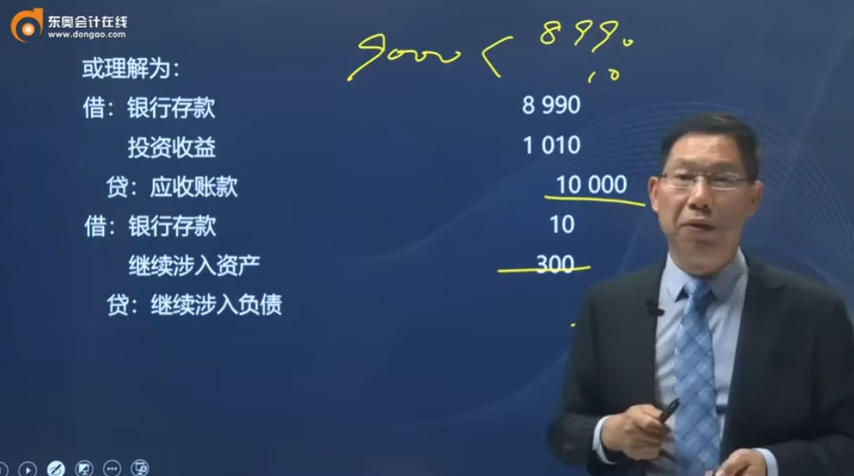 东奥会计在线
www.dongao.com
9000 < 8990
10
或理解为：
借：银行存款 8 990
投资收益 1 010
贷：应收账款 10 000
借：银行存款 10
继续涉入资产 300
贷：继续涉入负债